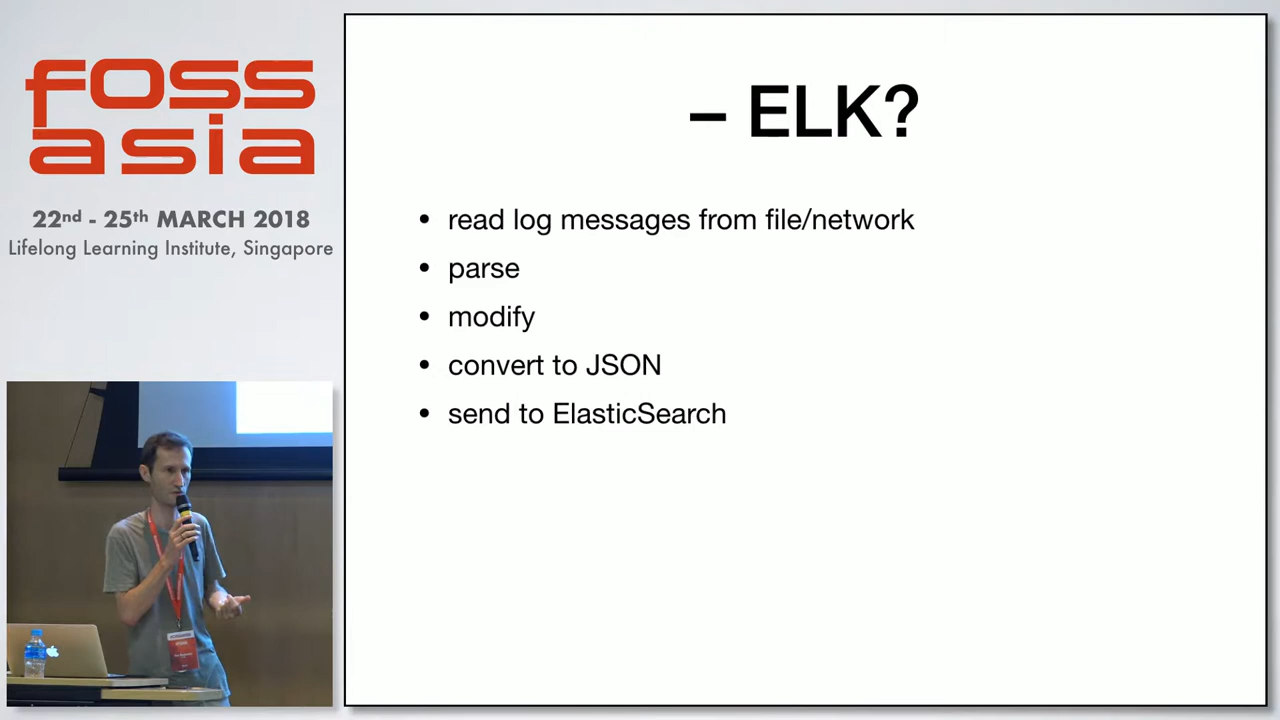 foss
asia
22nd - 25th MARCH 2018
Lifelong Learning Institute, Singapore
– ELK?
• read log messages from file/network
• parse
• modify
• convert to JSON
• send to ElasticSearch